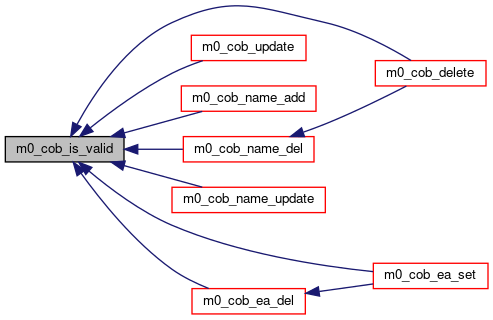 m0_cob_update
m0_cob_delete
m0_cob_name_add
m0_cob_is_valid
m0_cob_name_del
m0_cob_name_update
m0_cob_ea_set
m0_cob_ea_del